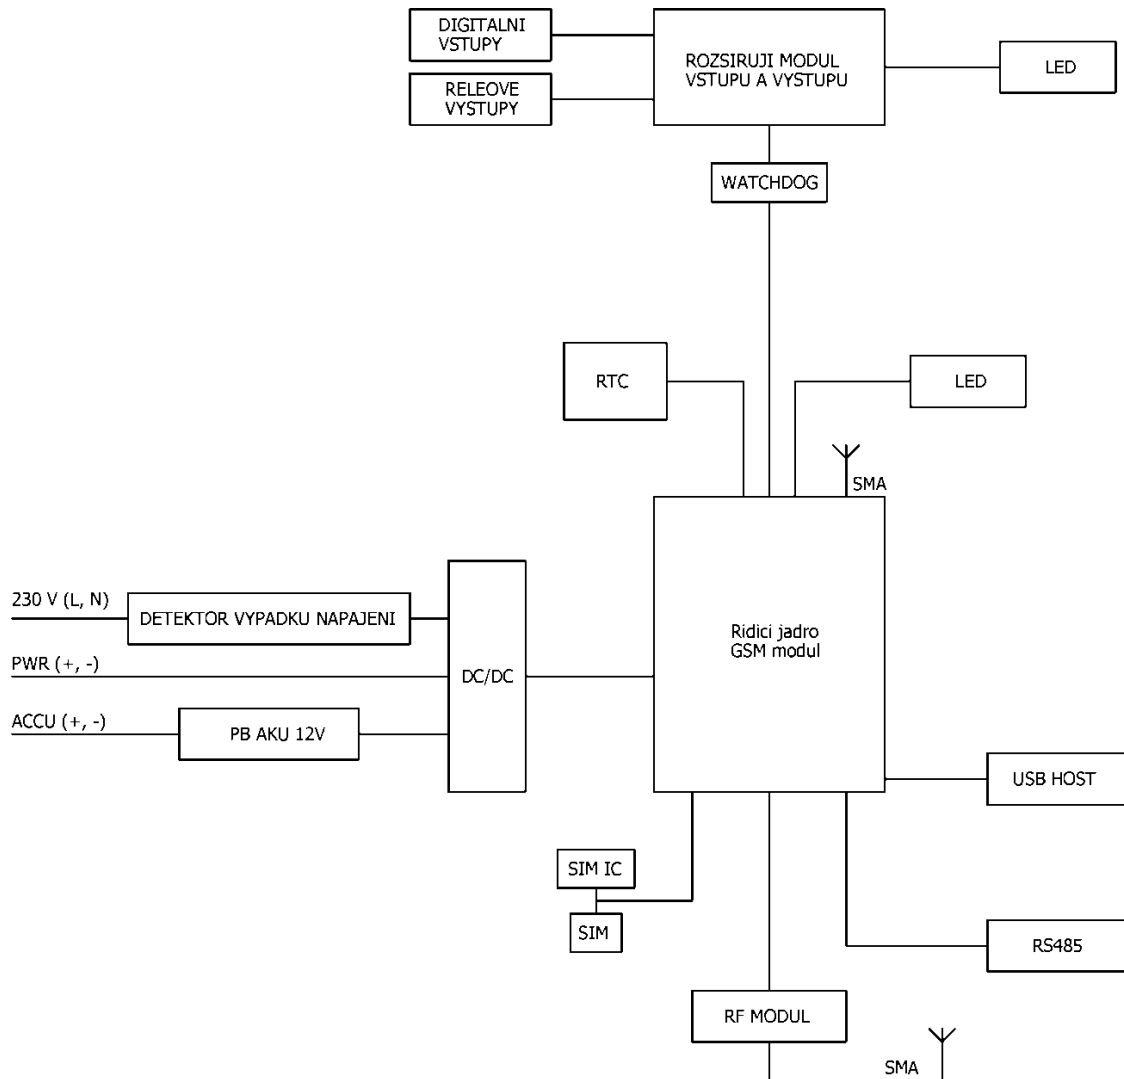 DIGITALNI
VSTUPY
RELEOVE
VYSTUPY
ROZSIRUJI MODUL
VSTUPU A VYSTUPU
LED
WATCHDOG
RTC
LED
SMA
230 V (L, N)
DETEKTOR VYPADKU NAPAJENI
PWR (+, -)
DC/DC
ACCU (+, -)
PB AKU 12V
Ridici jadro
GSM modul
USB HOST
SIM IC
SIM
RS485
RF MODUL
SMA